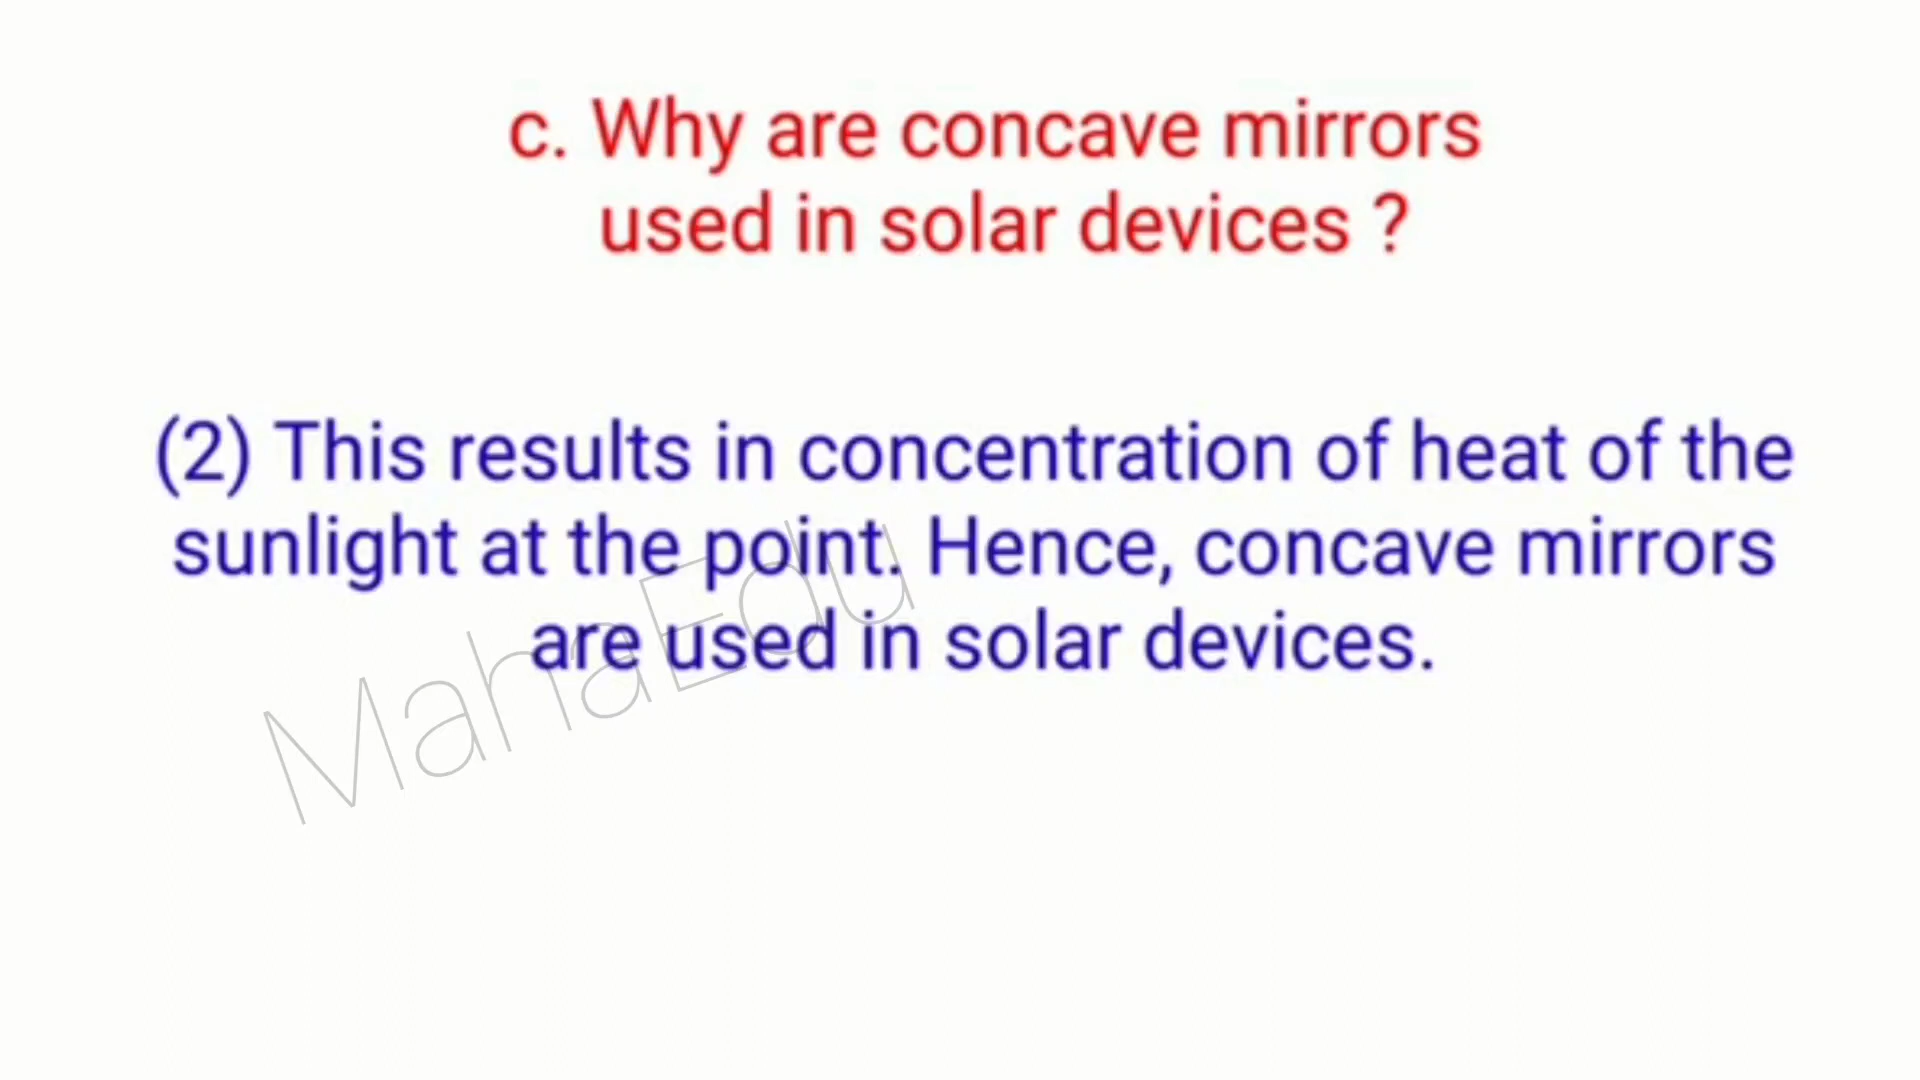 c. Why are concave mirrors
used in solar devices ?
(2) This results in concentration of heat of the
sunlight at the point. Hence, concave mirrors
are used in solar devices.
MahaEdu